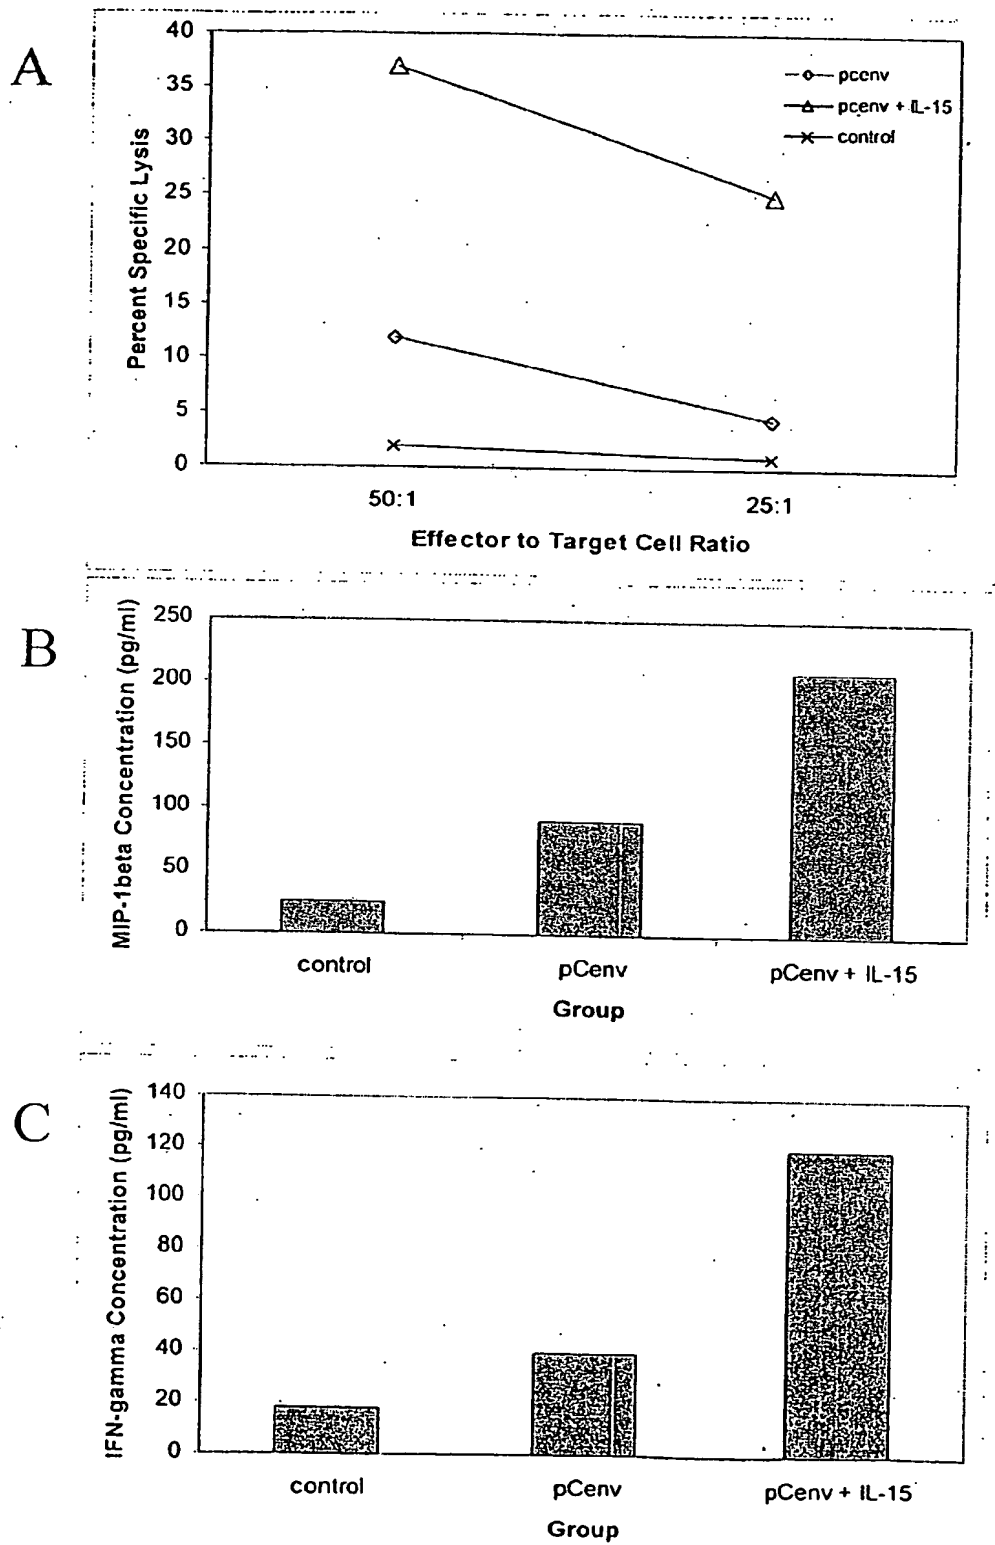 A
40
35
30
25
20
15
10
5
0
Percent Specific Lysis
pcenv
pcenv + IL-15
control
50:1
25:1
Effector to Target Cell Ratio
B
250
200
150
100
50
0
MIP-1beta Concentration (pg/ml)
control
pCenv
pCenv + IL-15
Group
C
140
120
100
80
60
40
20
0
IFN-gamma Concentration (pg/ml)
control
pCenv
pCenv + IL-15
Group